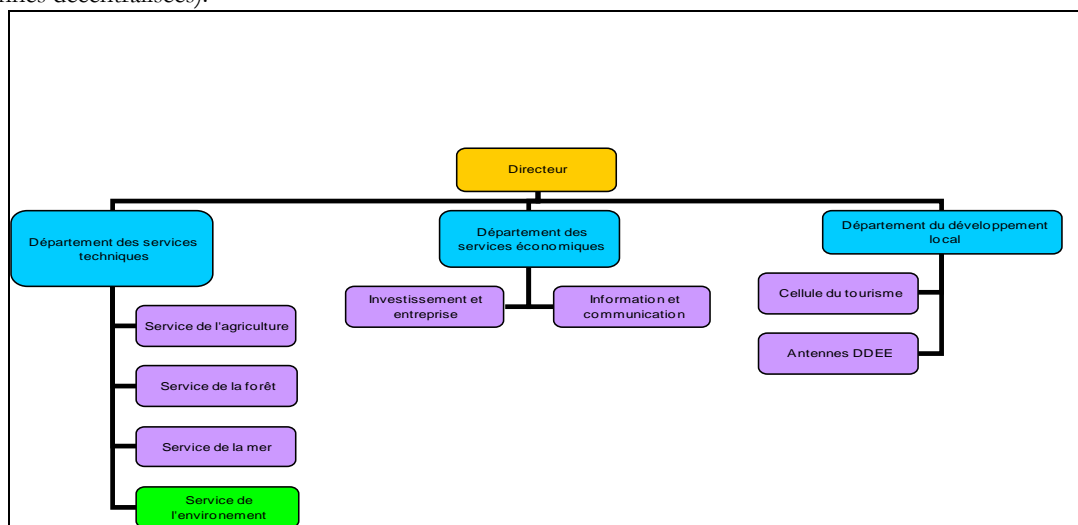 décentralisées).
Directeur
Département des services
techniques
Département des
services économiques
Département du développement
local
Service de l'agriculture
Service de la forêt
Service de la mer
Service de
l'environement
Investissement et
entreprise
Information et
communication
Cellule du tourisme
Antennes DDEE